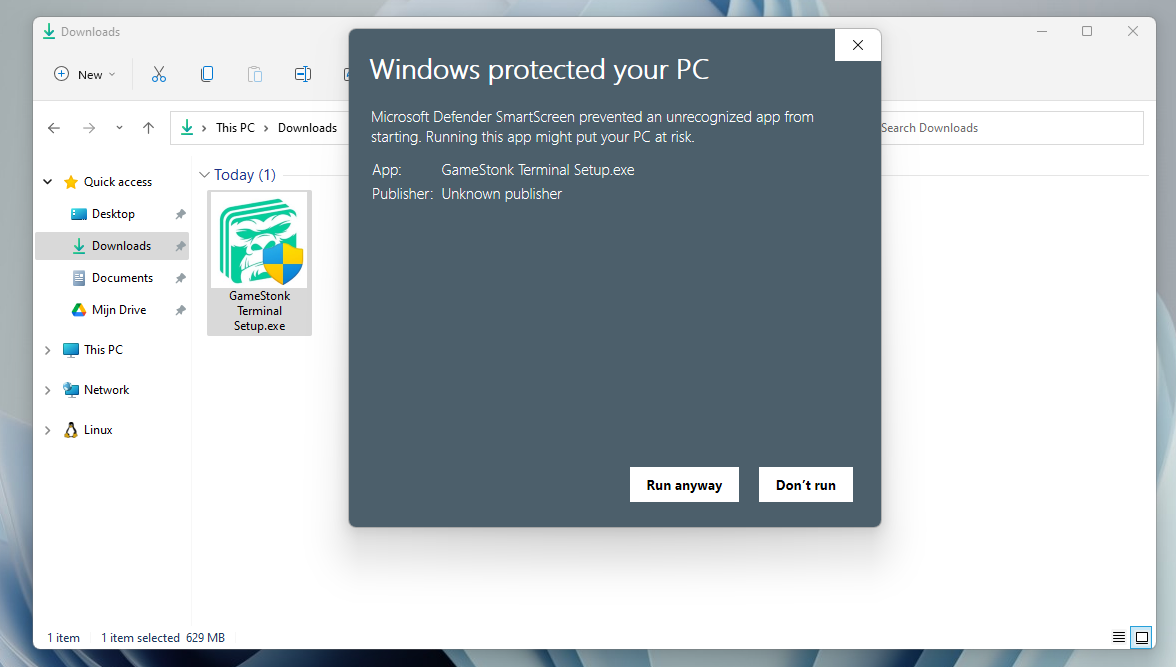 Downloads
New
This PC
Downloads
Search Downloads
Quick access
Desktop
Downloads
Documents
Mijn Drive
This PC
Network
Linux
Today (1)
GameStonk
Terminal
Setup.exe
Windows protected your PC
Microsoft Defender SmartScreen prevented an unrecognized app from
starting. Running this app might put your PC at risk.
App: GameStonk Terminal Setup.exe
Publisher: Unknown publisher
Run anyway
Don’t run
1 item
1 item selected 629 MB